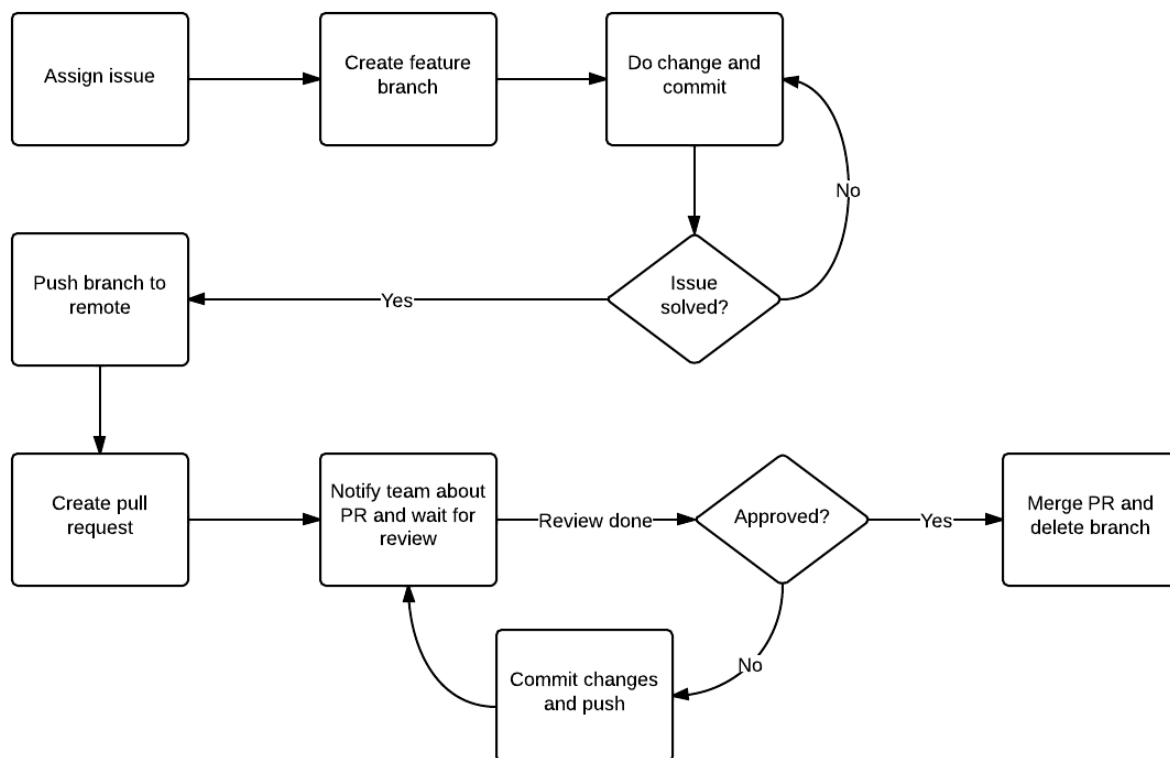 Assign issue
Create feature
branch
Do change and
commit
No
Push branch to
remote
Yes
Issue
solved?
Create pull
request
Notify team about
PR and wait for
review
Review done
Approved?
Yes
Merge PR and
delete branch
No
Commit changes
and push